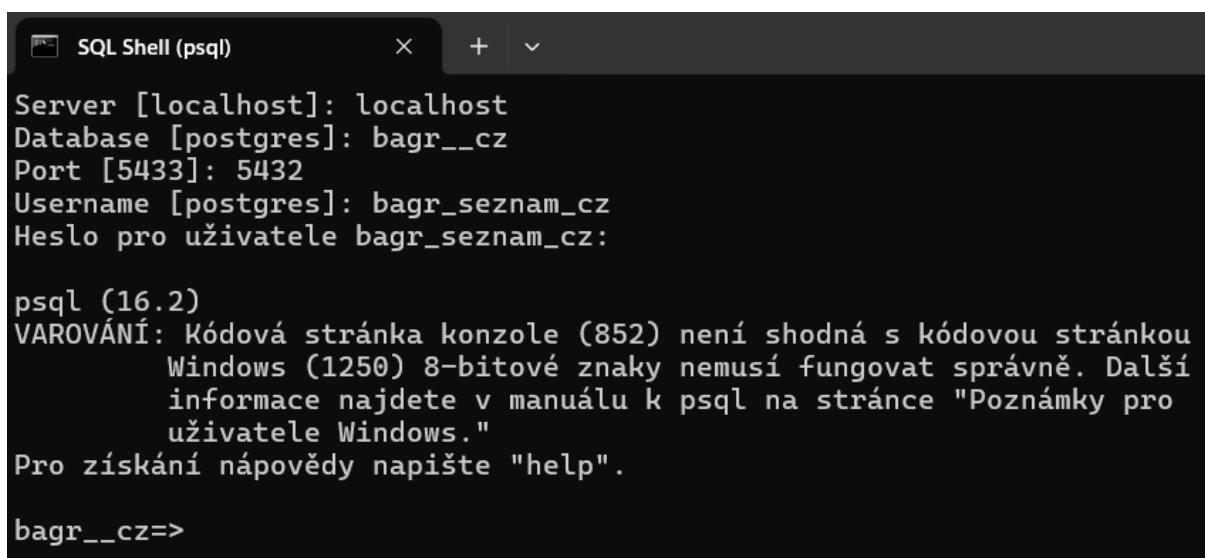 SQL Shell (psql)
Server [localhost]: localhost
Database [postgres]: bagr__cz
Port [5433]: 5432
Username [postgres]: bagr_seznam_cz
Heslo pro uživatele bagr_seznam_cz:
psql (16.2)
VAROVÁNÍ: Kódová stránka konzole (852) není shodná s kódovou stránkou
Windows (1250) 8-bitové znaky nemusí fungovat správně. Další
informace najdete v manuálu k psql na stránce "Poznámky pro
uživatele Windows."
Pro získání nápovědy napište "help".
bagr__cz=>